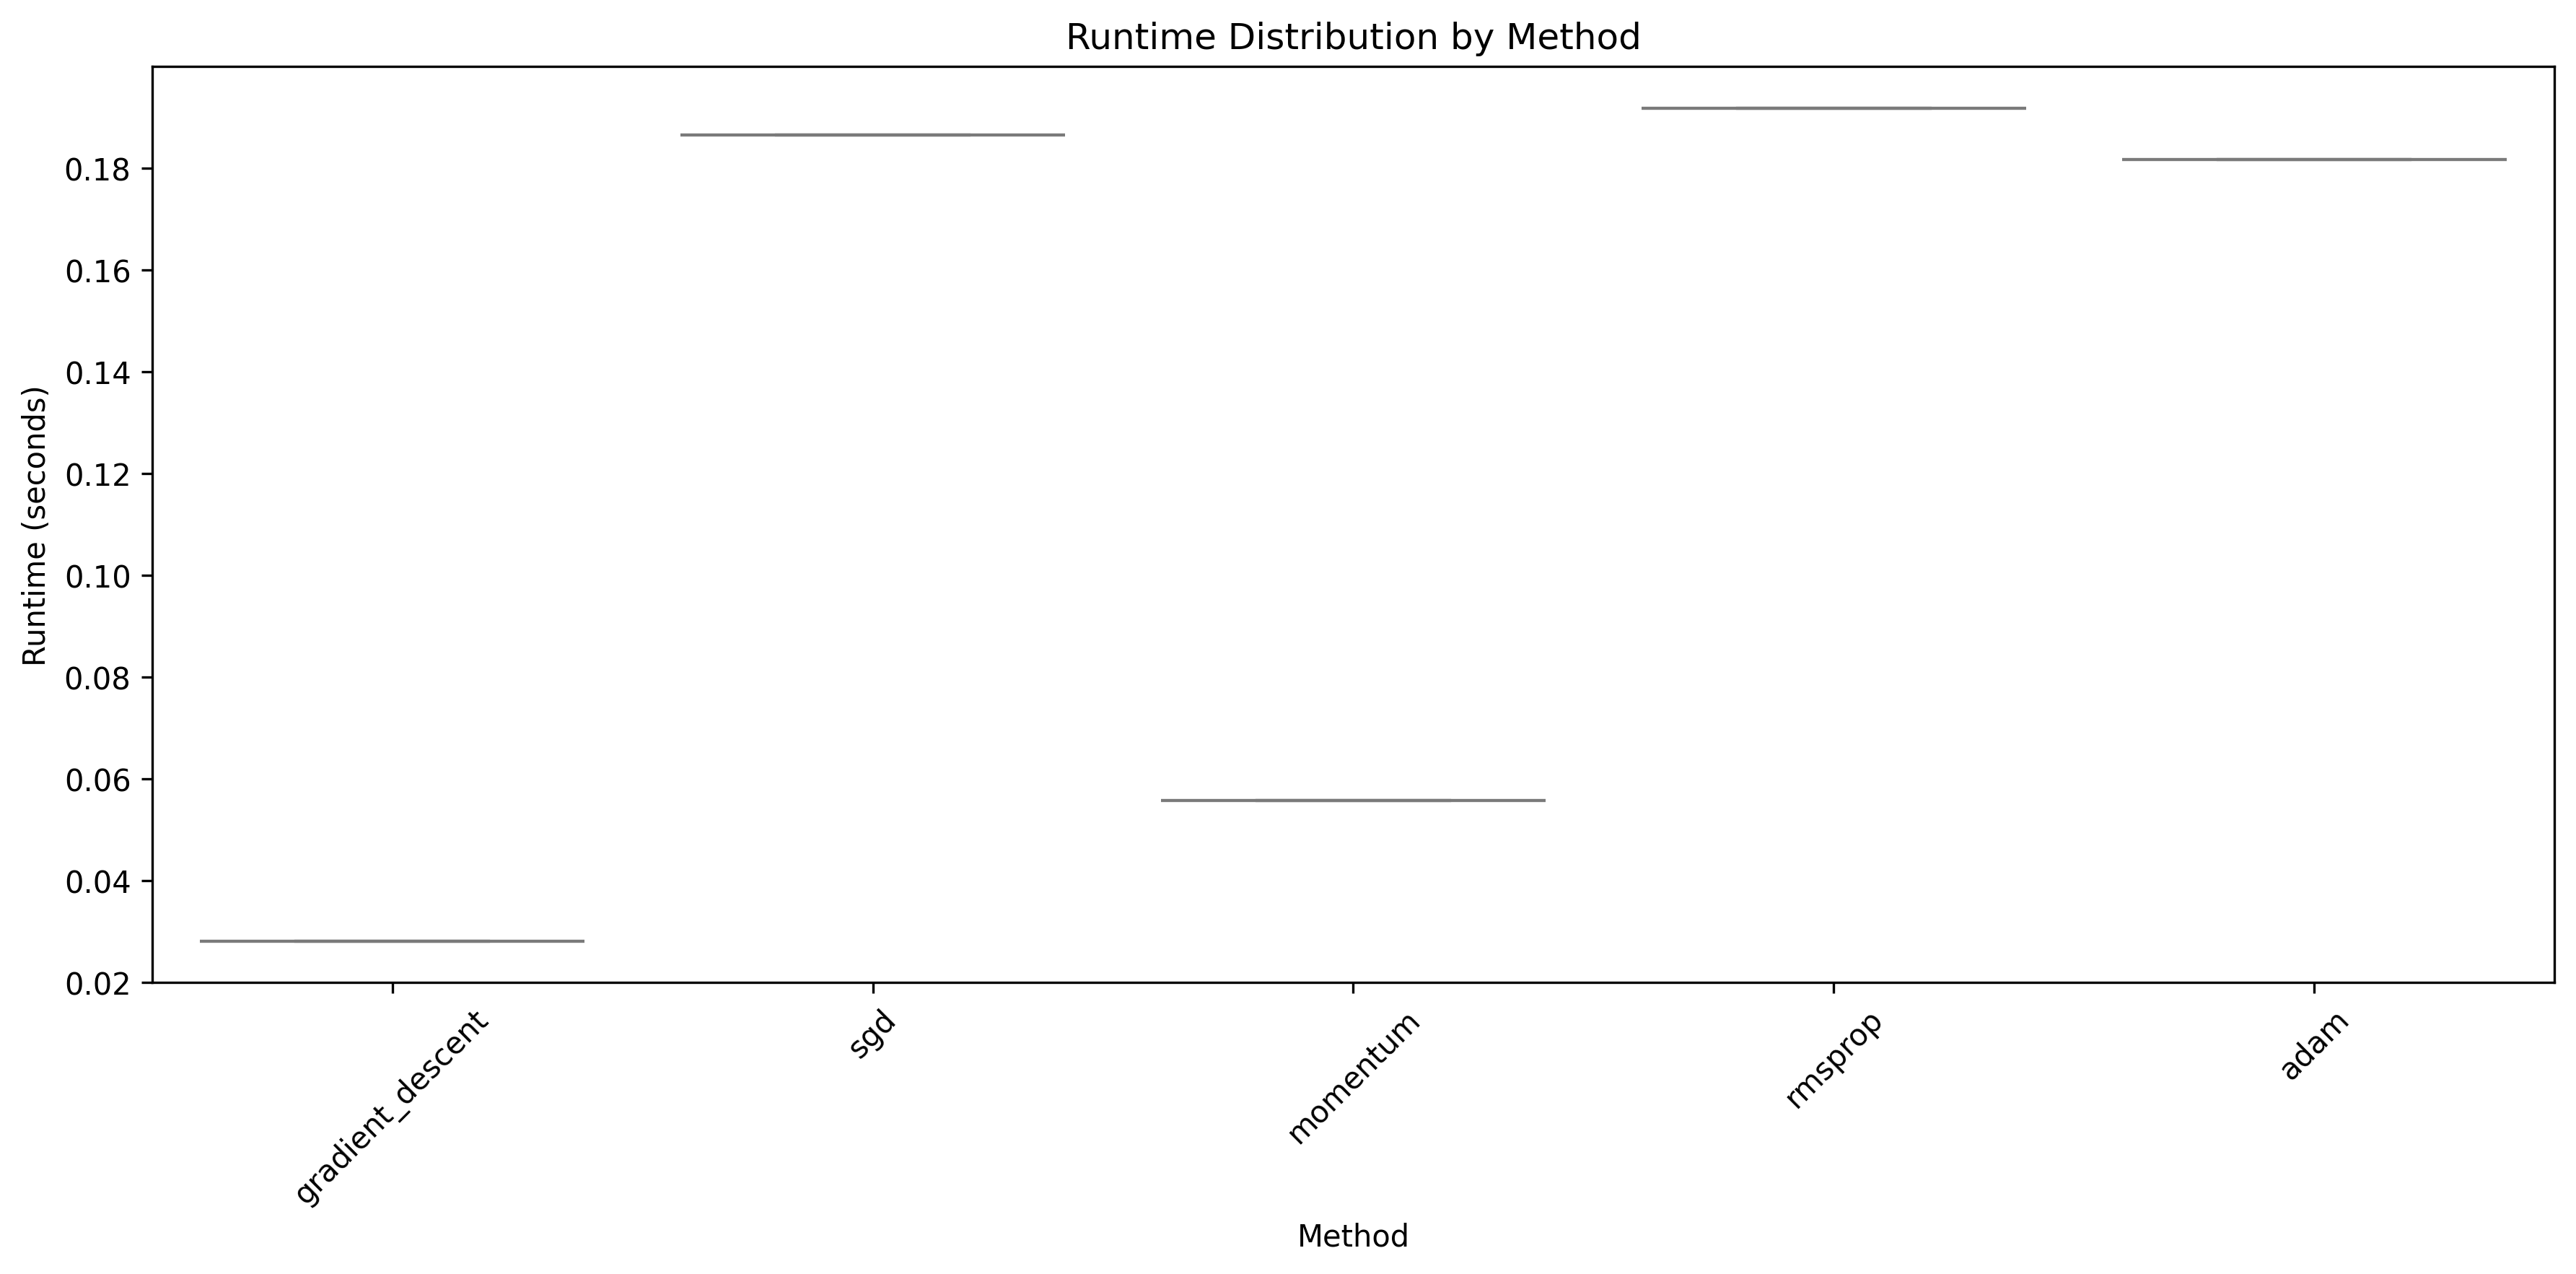 Runtime Distribution by Method
Runtime (seconds)
0.18
0.16
0.14
0.12
0.10
0.08
0.06
0.04
0.02
gradient_descent
sgd
momentum
rmsprop
adam
Method